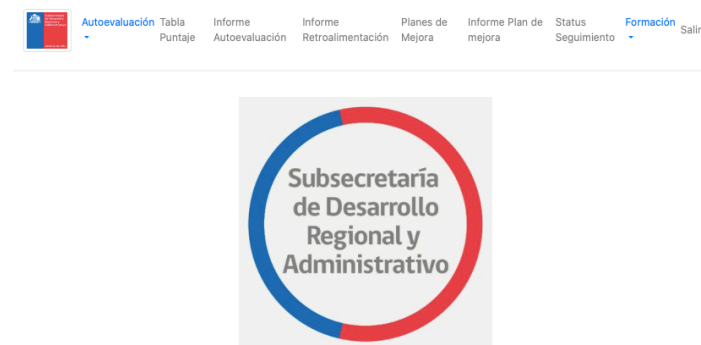 Autoevaluación
Tabla Puntaje
Informe Autoevaluación
Informe Retroalimentación
Planes de Mejora
Informe Plan de mejora
Status Seguimiento
Formación
Salir
Subsecretaría
de Desarrollo
Regional y
Administrativo